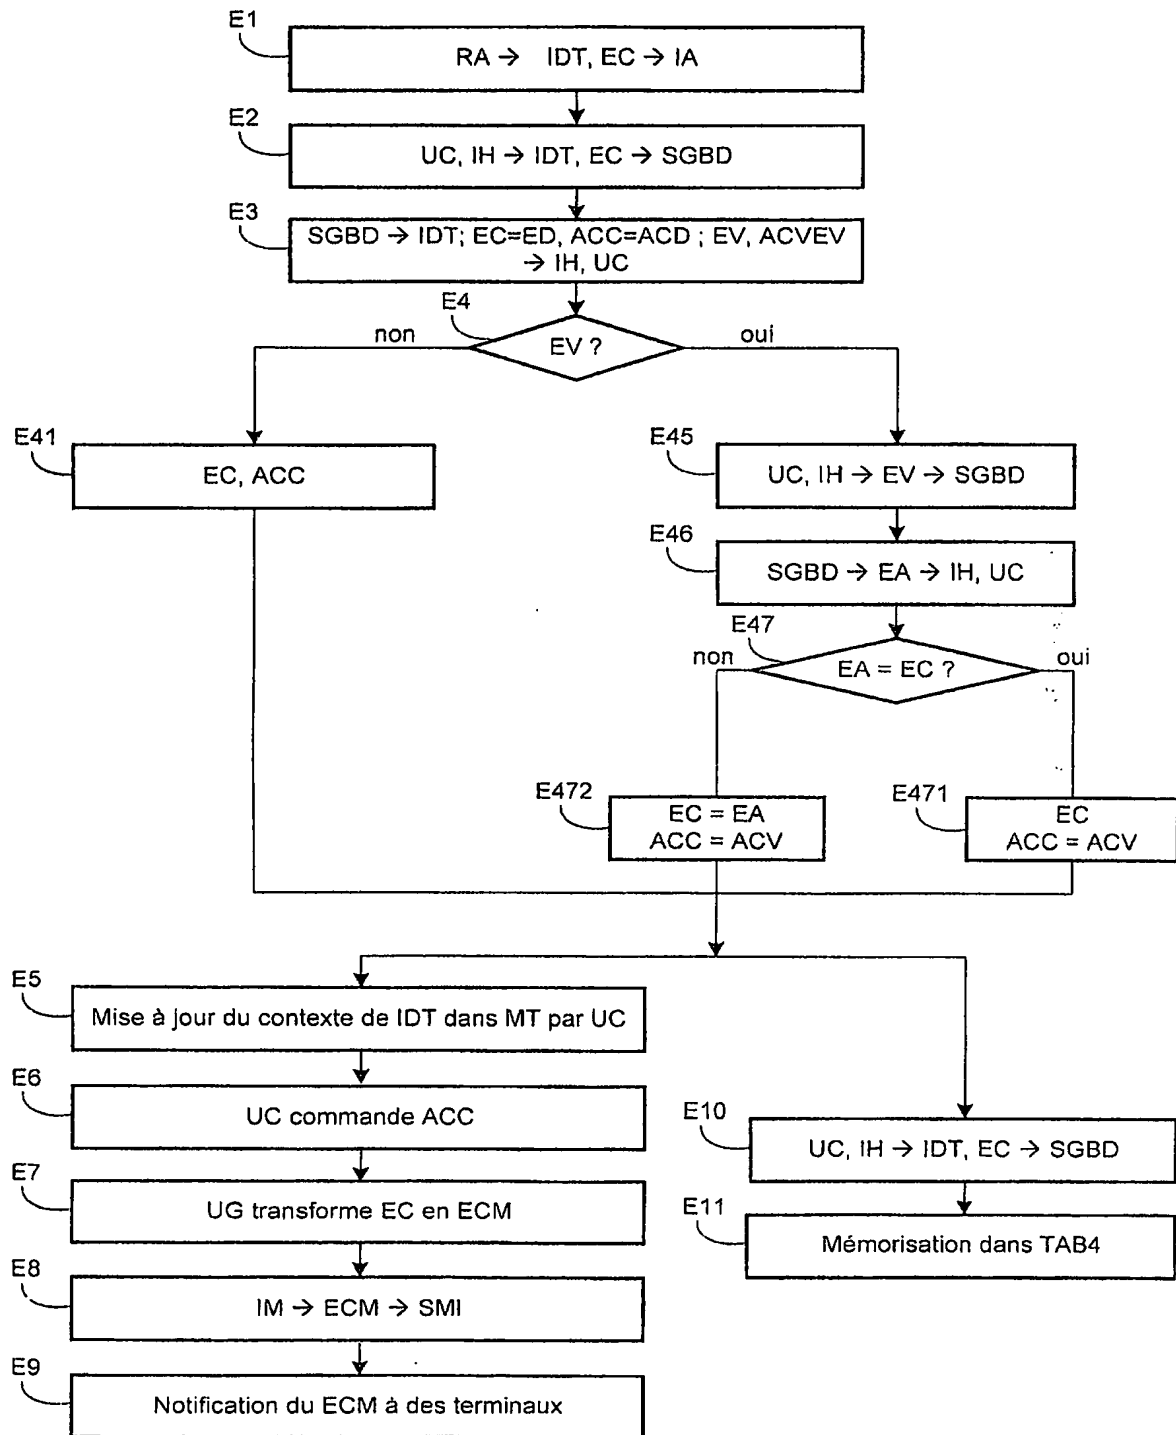 E1
RA → IDT, EC → IA
E2
UC, IH → IDT, EC → SGBD
E3
SGBD → IDT; EC=ED, ACC=ACD ; EV, ACVEV
→ IH, UC
E4
non
EV ?
oui
E41
EC, ACC
E45
UC, IH → EV → SGBD
E46
SGBD → EA → IH, UC
E47
non
EA = EC ?
oui
E472
EC = EA
ACC = ACV
E471
EC
ACC = ACV
E5
Mise à jour du contexte de IDT dans MT par UC
E6
UC commande ACC
E7
UG transforme EC en ECM
E8
IM → ECM → SMI
E9
Notification du ECM à des terminaux
E10
UC, IH → IDT, EC → SGBD
E11
Mémorisation dans TAB4